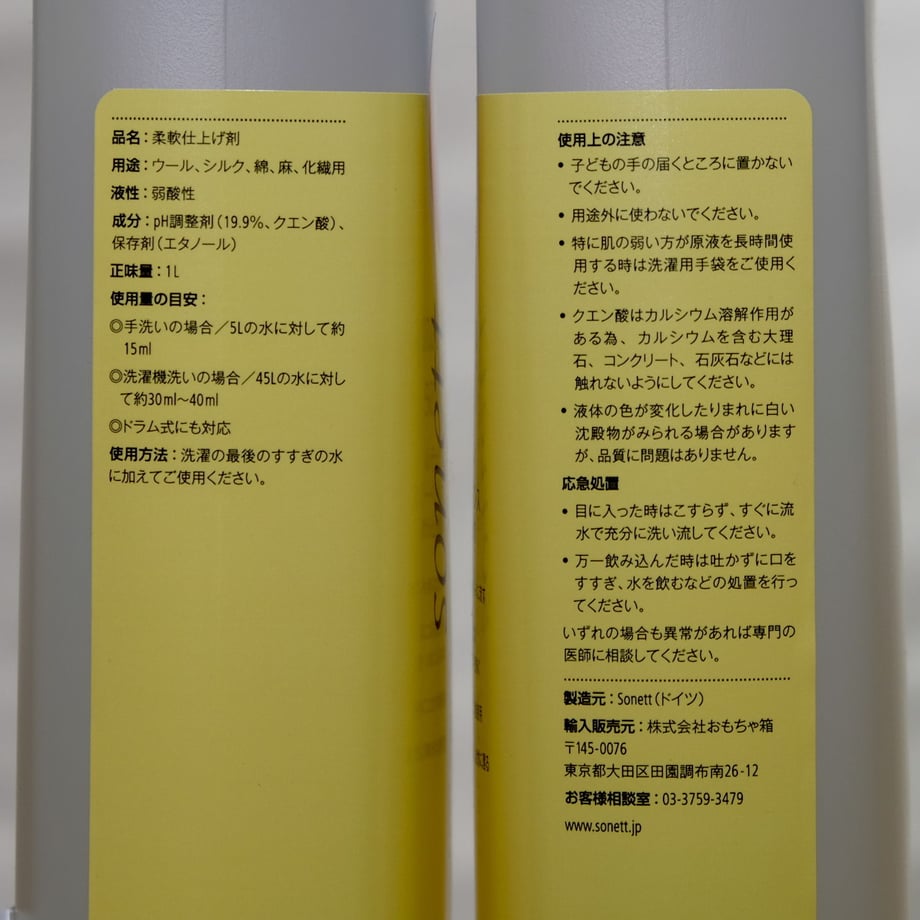 品名：柔軟仕上げ剤
用途：ウール、シルク、綿、麻、化繊用
液性：弱酸性
成分：pH調整剤（19.9%、クエン酸）、
保存剤（エタノール）
正味量：1L
使用量の目安：
◎手洗いの場合／5Lの水に対して約
15ml
◎洗濯機洗いの場合／45Lの水に対し
て約30ml〜40ml
◎ドラム式にも対応
使用方法：洗濯の最後のすすぎの水
に加えてご使用ください。
使用上の注意
• 子どもの手の届くところに置かない
でください。
• 用途外に使わないでください。
• 特に肌の弱い方が原液を長時間使
用する時は洗濯用手袋をご使用く
ださい。
• クエン酸はカルシウム溶解作用が
ある為、カルシウムを含む大理
石、コンクリート、石灰石などには
触れないようにしてください。
• 液体の色が変化したりまれに白い
沈殿物がみられる場合があります
が、品質に問題はありません。
応急処置
• 目に入った時はこすらず、すぐに流
水で充分に洗い流してください。
• 万一飲み込んだ時は吐かずに口を
すすぎ、水を飲むなどの処置を行っ
てください。
いずれの場合も異常があれば専門の
医師に相談してください。
製造元：Sonett（ドイツ）
輸入販売元：株式会社おもちゃ箱
〒145-0076
東京都大田区田園調布南26-12
お客様相談室：03-3759-3479
www.sonett.jp